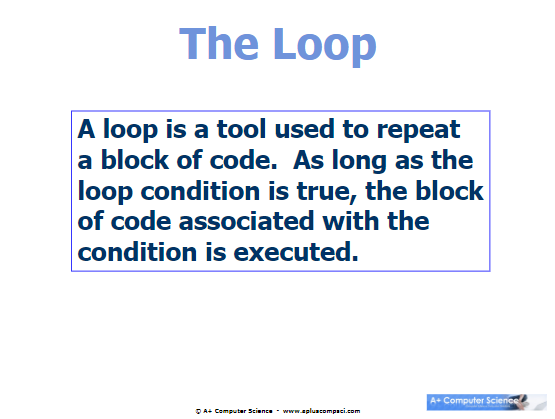 The Loop
A loop is a tool used to repeat
a block of code.  As long as the
loop condition is true, the block
of code associated with the
condition is executed.
© A+ Computer Science  -  www.apluscompsci.com
A+ Computer Science